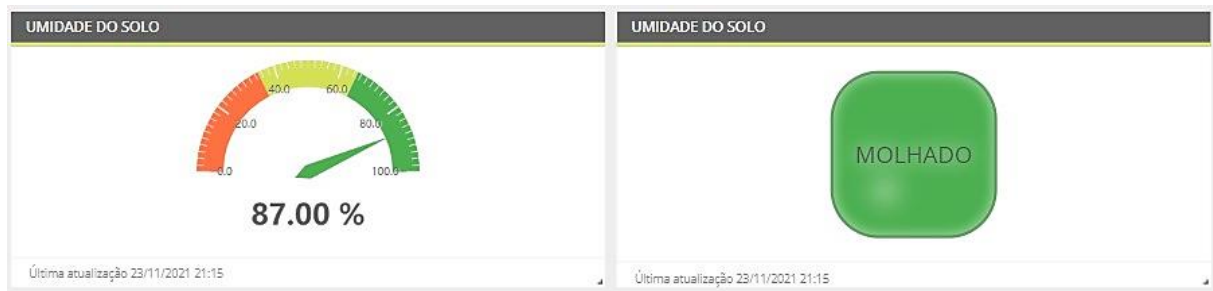 UMIDADE DO SOLO
40.0 60.0
20.0 80.0
0.0 100.0
87.00 %
Última atualização 23/11/2021 21:15
UMIDADE DO SOLO
MOLHADO
Última atualização 23/11/2021 21:15